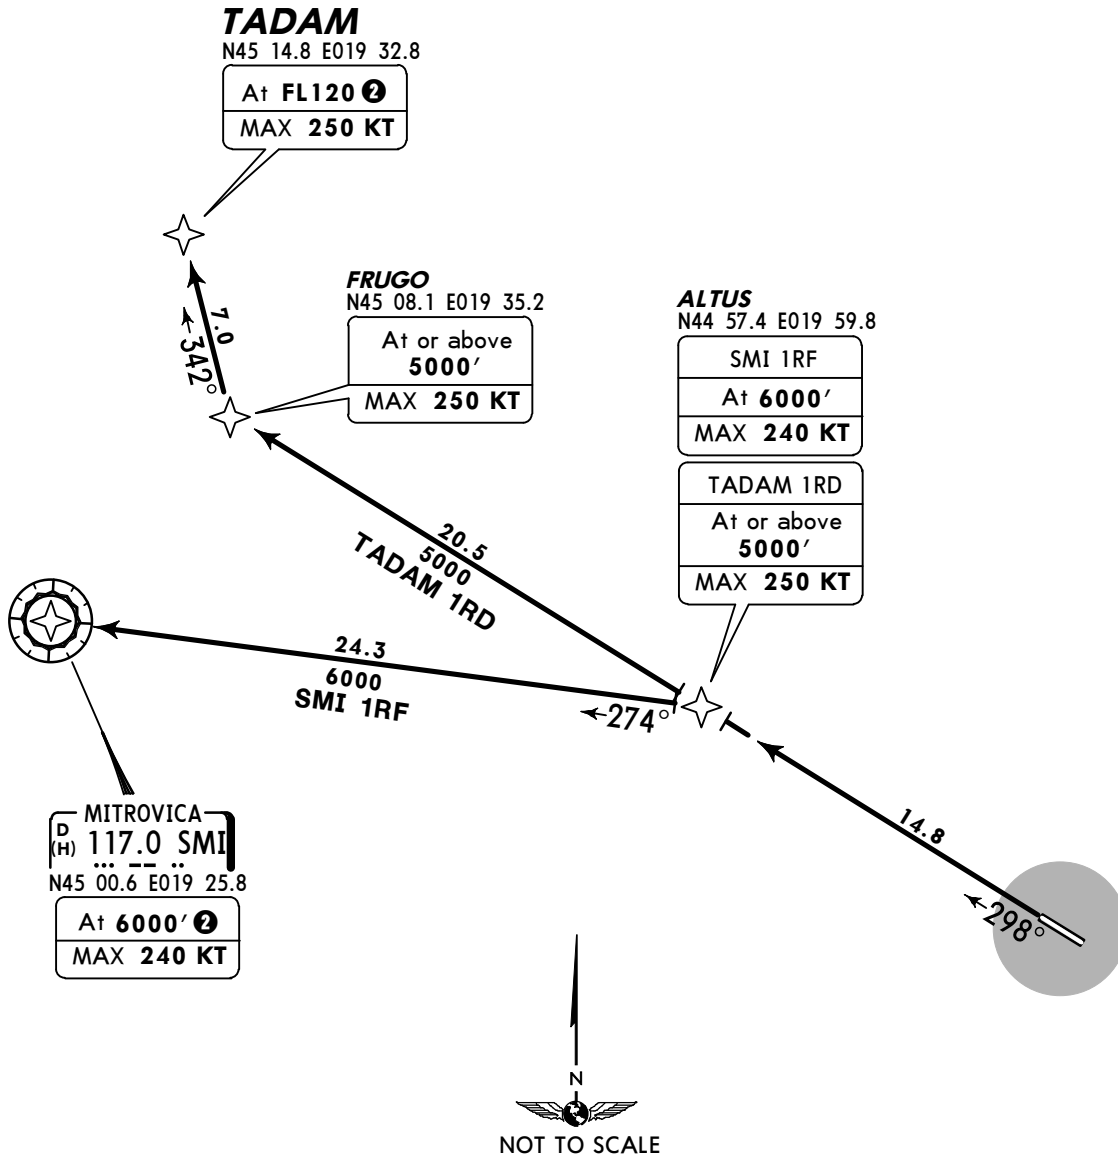 TADAM
N45 14.8 E019 32.8
At FL120 ❷
MAX 250 KT
7.0
342°
FRUGO
N45 08.1 E019 35.2
At or above
5000′
MAX 250 KT
ALTUS
N44 57.4 E019 59.8
SMI 1RF
At 6000′
MAX 240 KT
TADAM 1RD
At or above
5000′
MAX 250 KT
20.5
5000
TADAM 1RD
24.3
6000
SMI 1RF
274°
14.8
298°
MITROVICA
D
(H) 117.0 SMI
N45 00.6 E019 25.8
At 6000′ ❷
MAX 240 KT
N
NOT TO SCALE